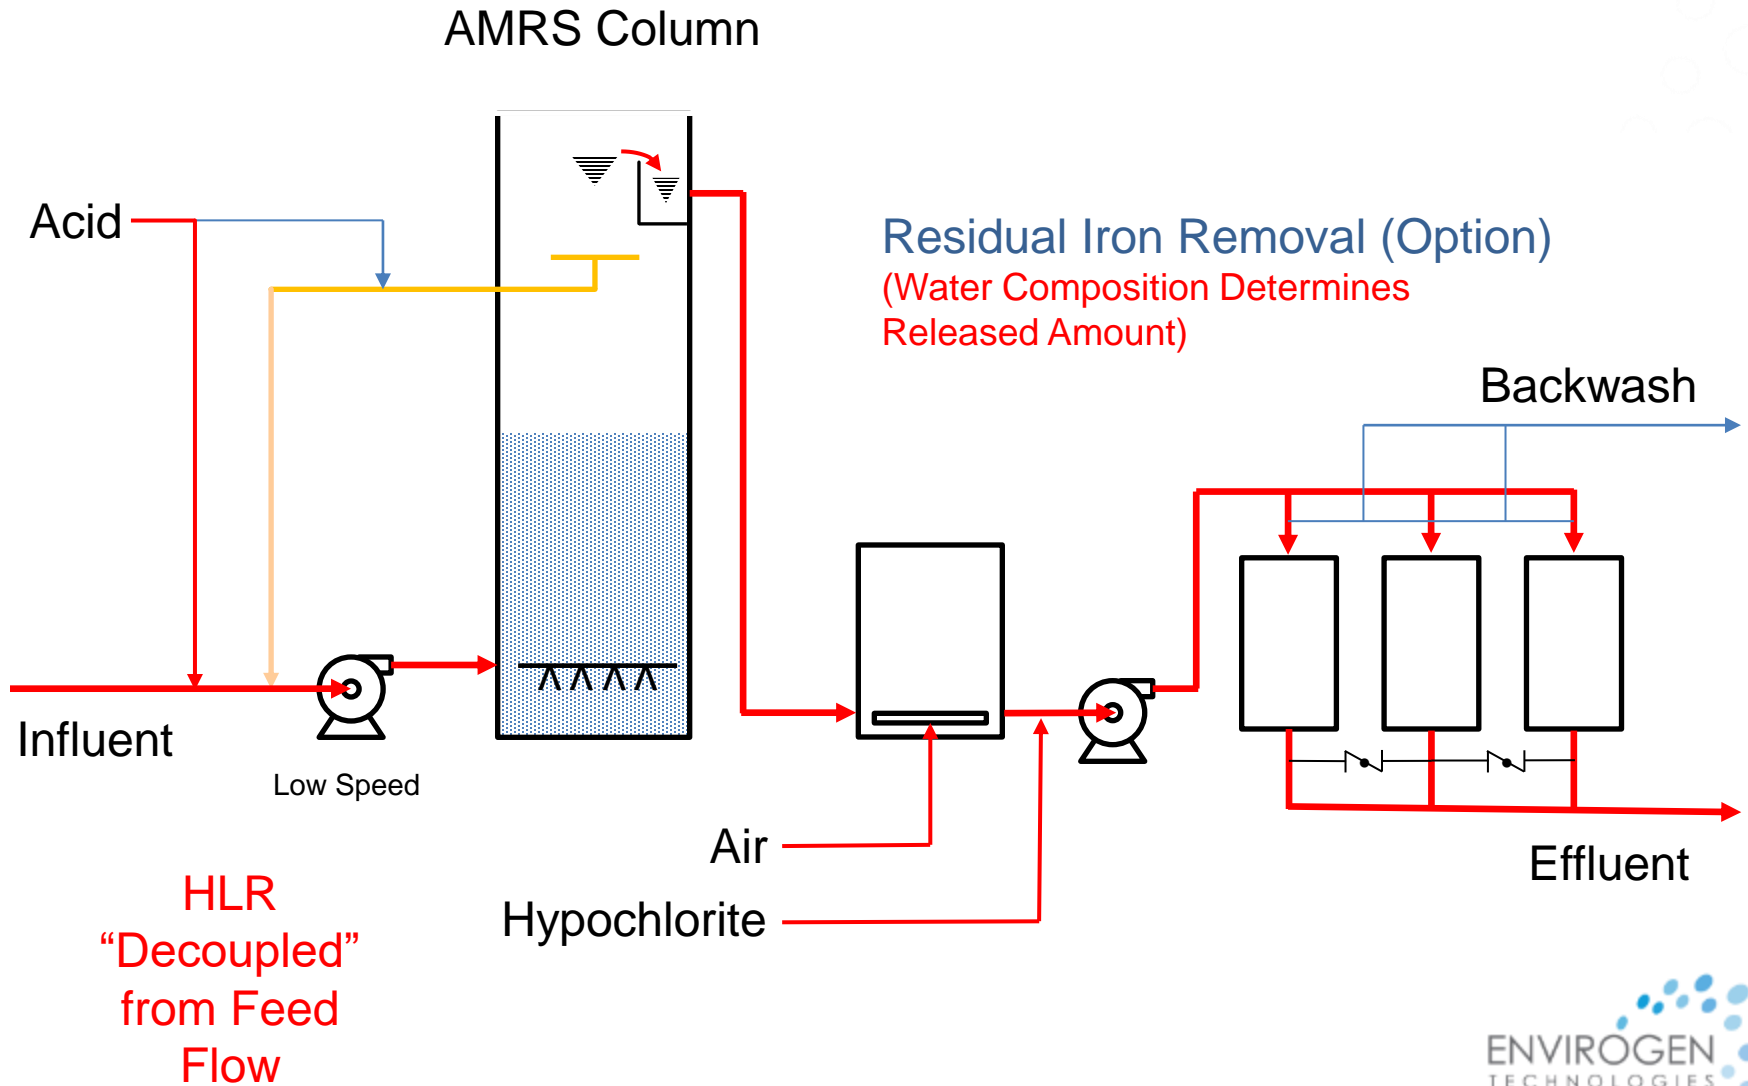 AMRS Column
Acid
Residual Iron Removal (Option)
(Water Composition Determines
Released Amount)
Backwash
Influent
Low Speed
Air
Hypochlorite
Effluent
HLR
“Decoupled”
from Feed
Flow
ENVIROGEN
TECHNOLOGIES